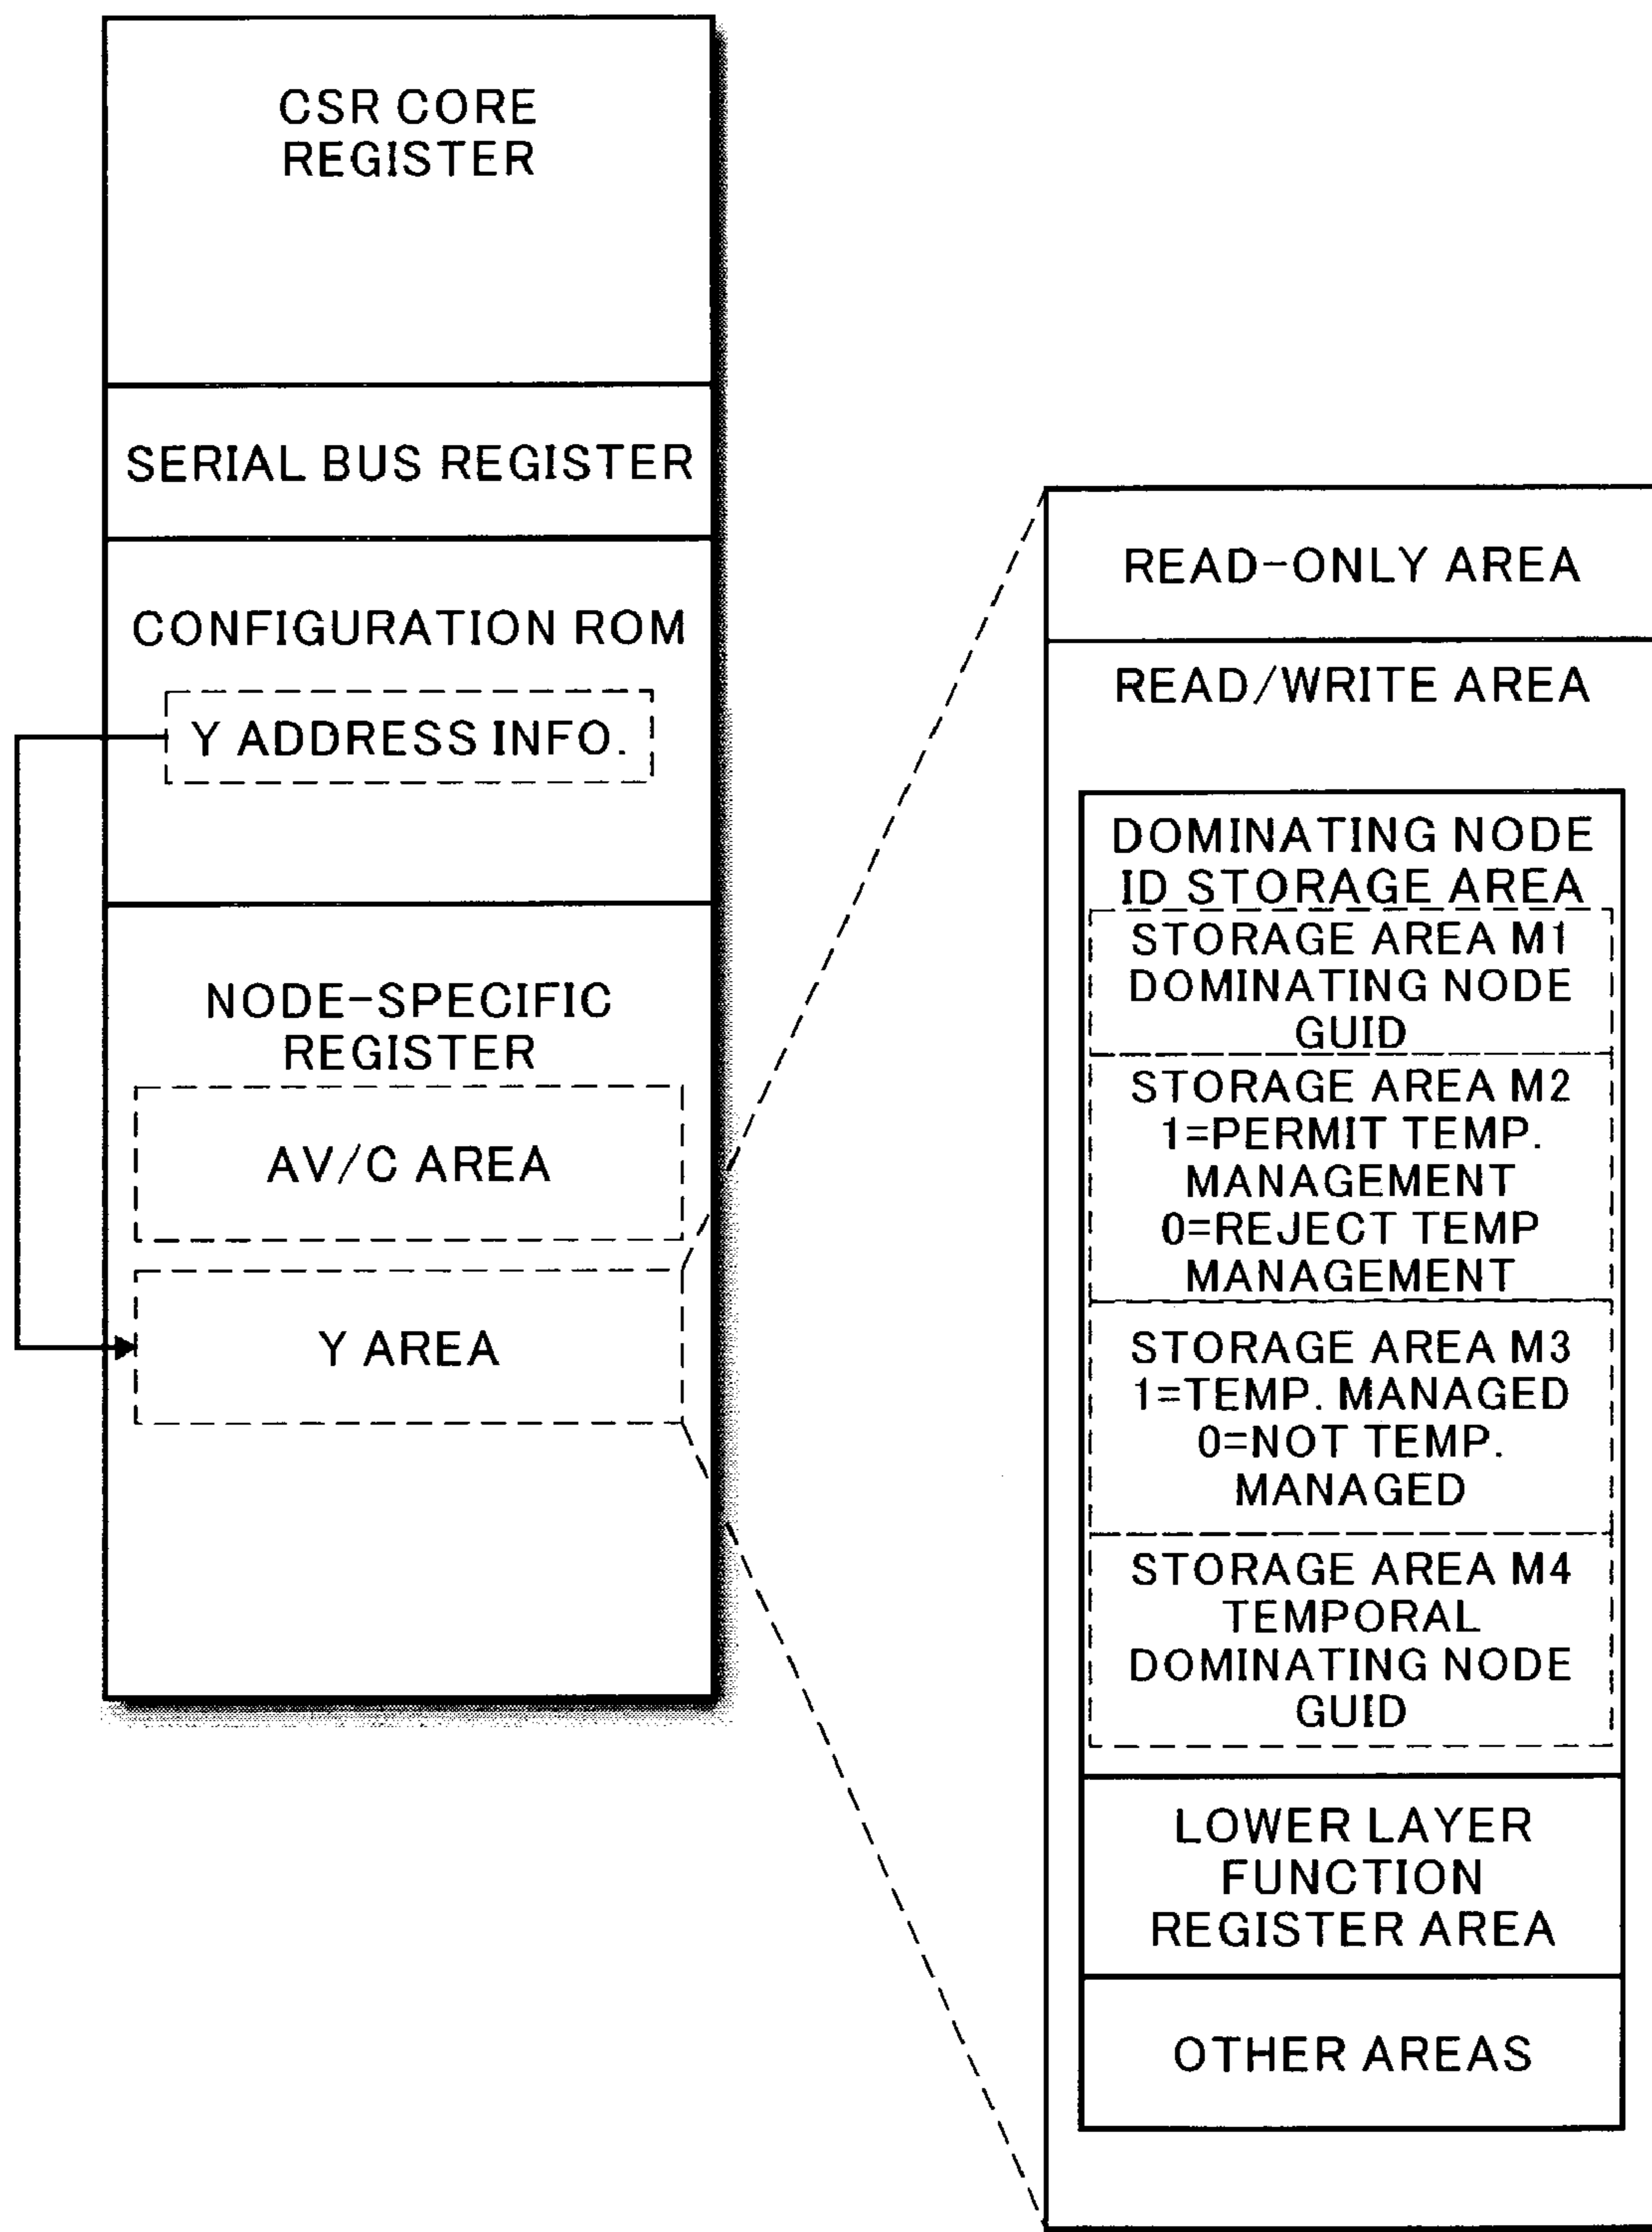 CSR CORE
REGISTER
SERIAL BUS REGISTER
CONFIGURATION ROM
Y ADDRESS INFO.
NODE-SPECIFIC
REGISTER
AV/C AREA
Y AREA
READ-ONLY AREA
READ/WRITE AREA
DOMINATING NODE
ID STORAGE AREA
STORAGE AREA M1
DOMINATING NODE
GUID
STORAGE AREA M2
1=PERMIT TEMP.
MANAGEMENT
0=REJECT TEMP
MANAGEMENT
STORAGE AREA M3
1=TEMP. MANAGED
0=NOT TEMP.
MANAGED
STORAGE AREA M4
TEMPORAL
DOMINATING NODE
GUID
LOWER LAYER
FUNCTION
REGISTER AREA
OTHER AREAS